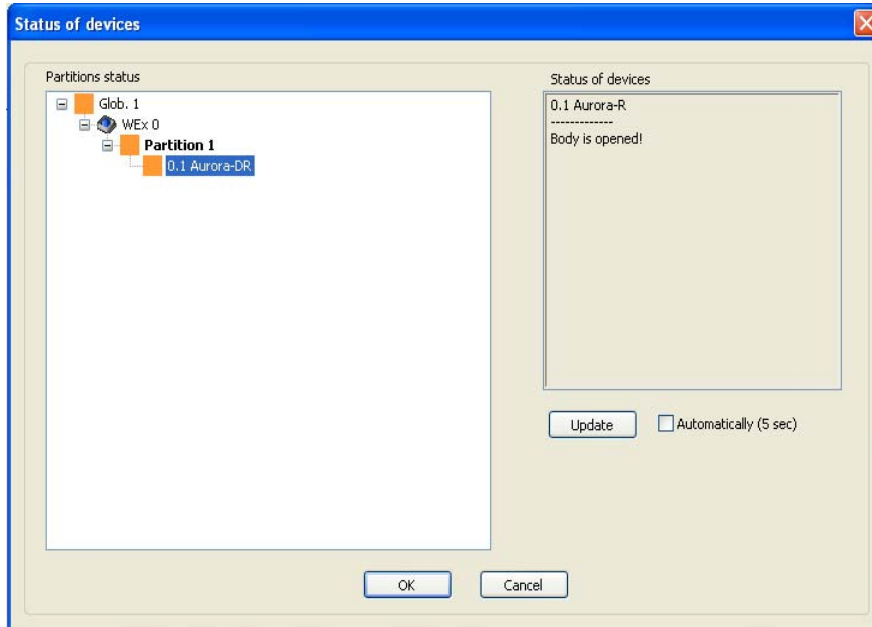 Status of devices
Partitions status
Glob. 1
WEx 0
Partition 1
0.1 Aurora-DR
Status of devices
0.1 Aurora-R
-------------
Body is opened!
Update
Automatically (5 sec)
OK
Cancel